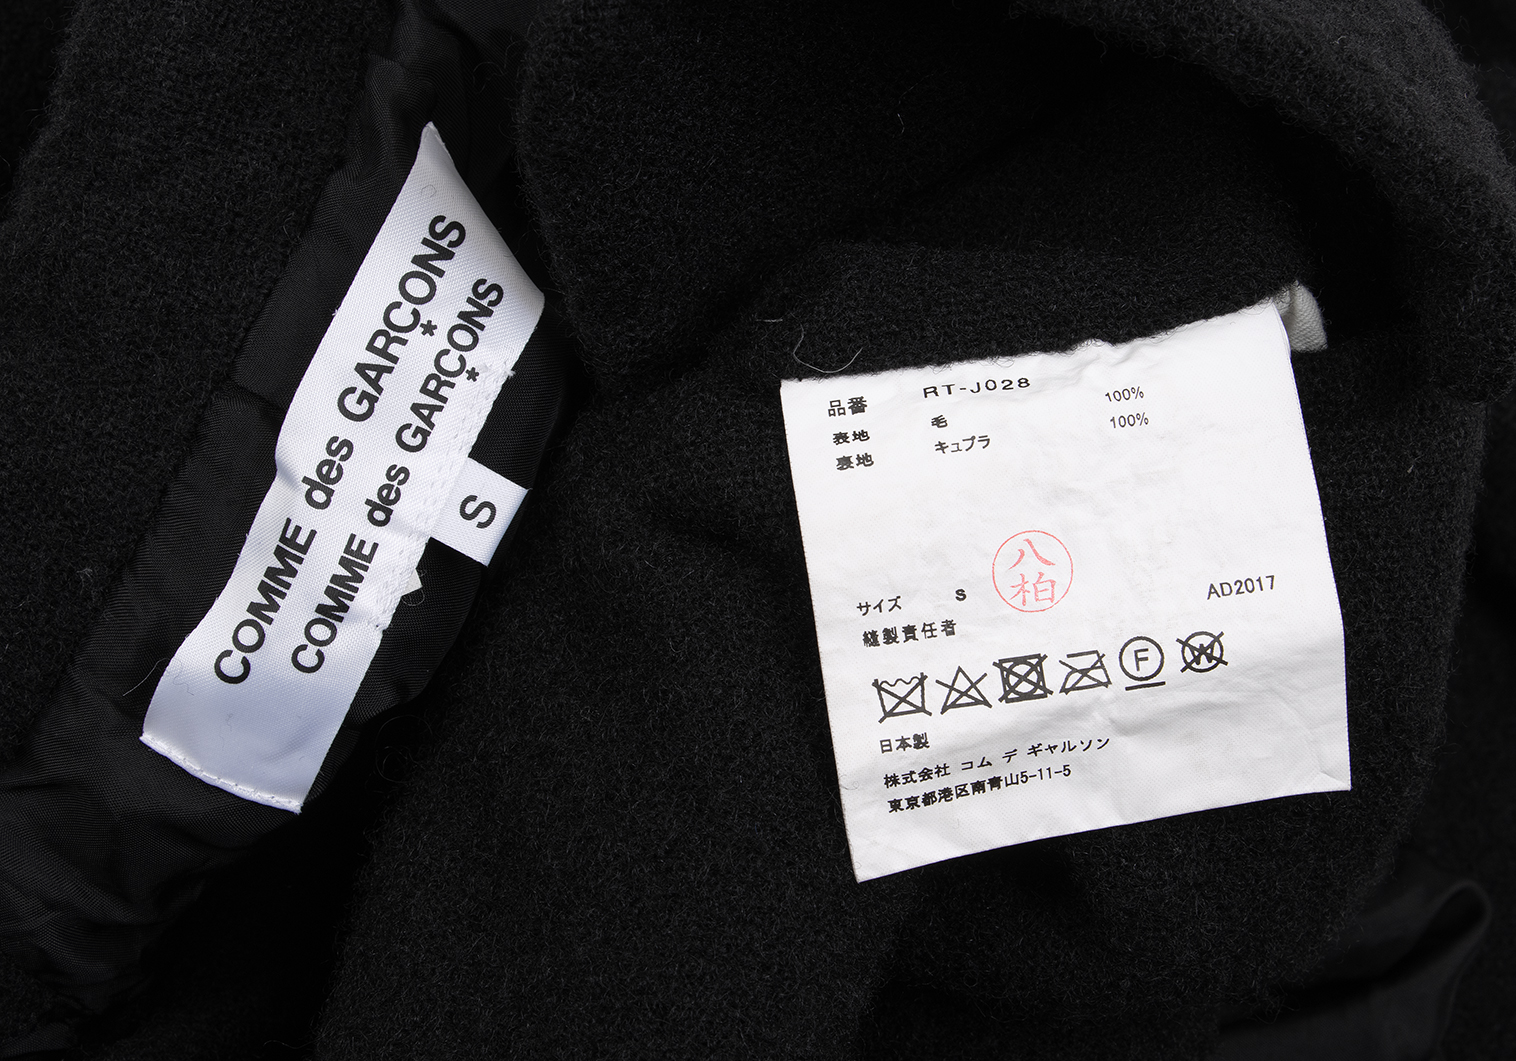 COMME des GARÇONS
COMME des GARÇONS
S
品番 RT-J028
表地 毛 100%
裏地 キュプラ 100%
八
柏
サイズ S AD2017
縫製責任者
F W
日本製
株式会社 コム デ ギャルソン
東京都港区南青山5-11-5